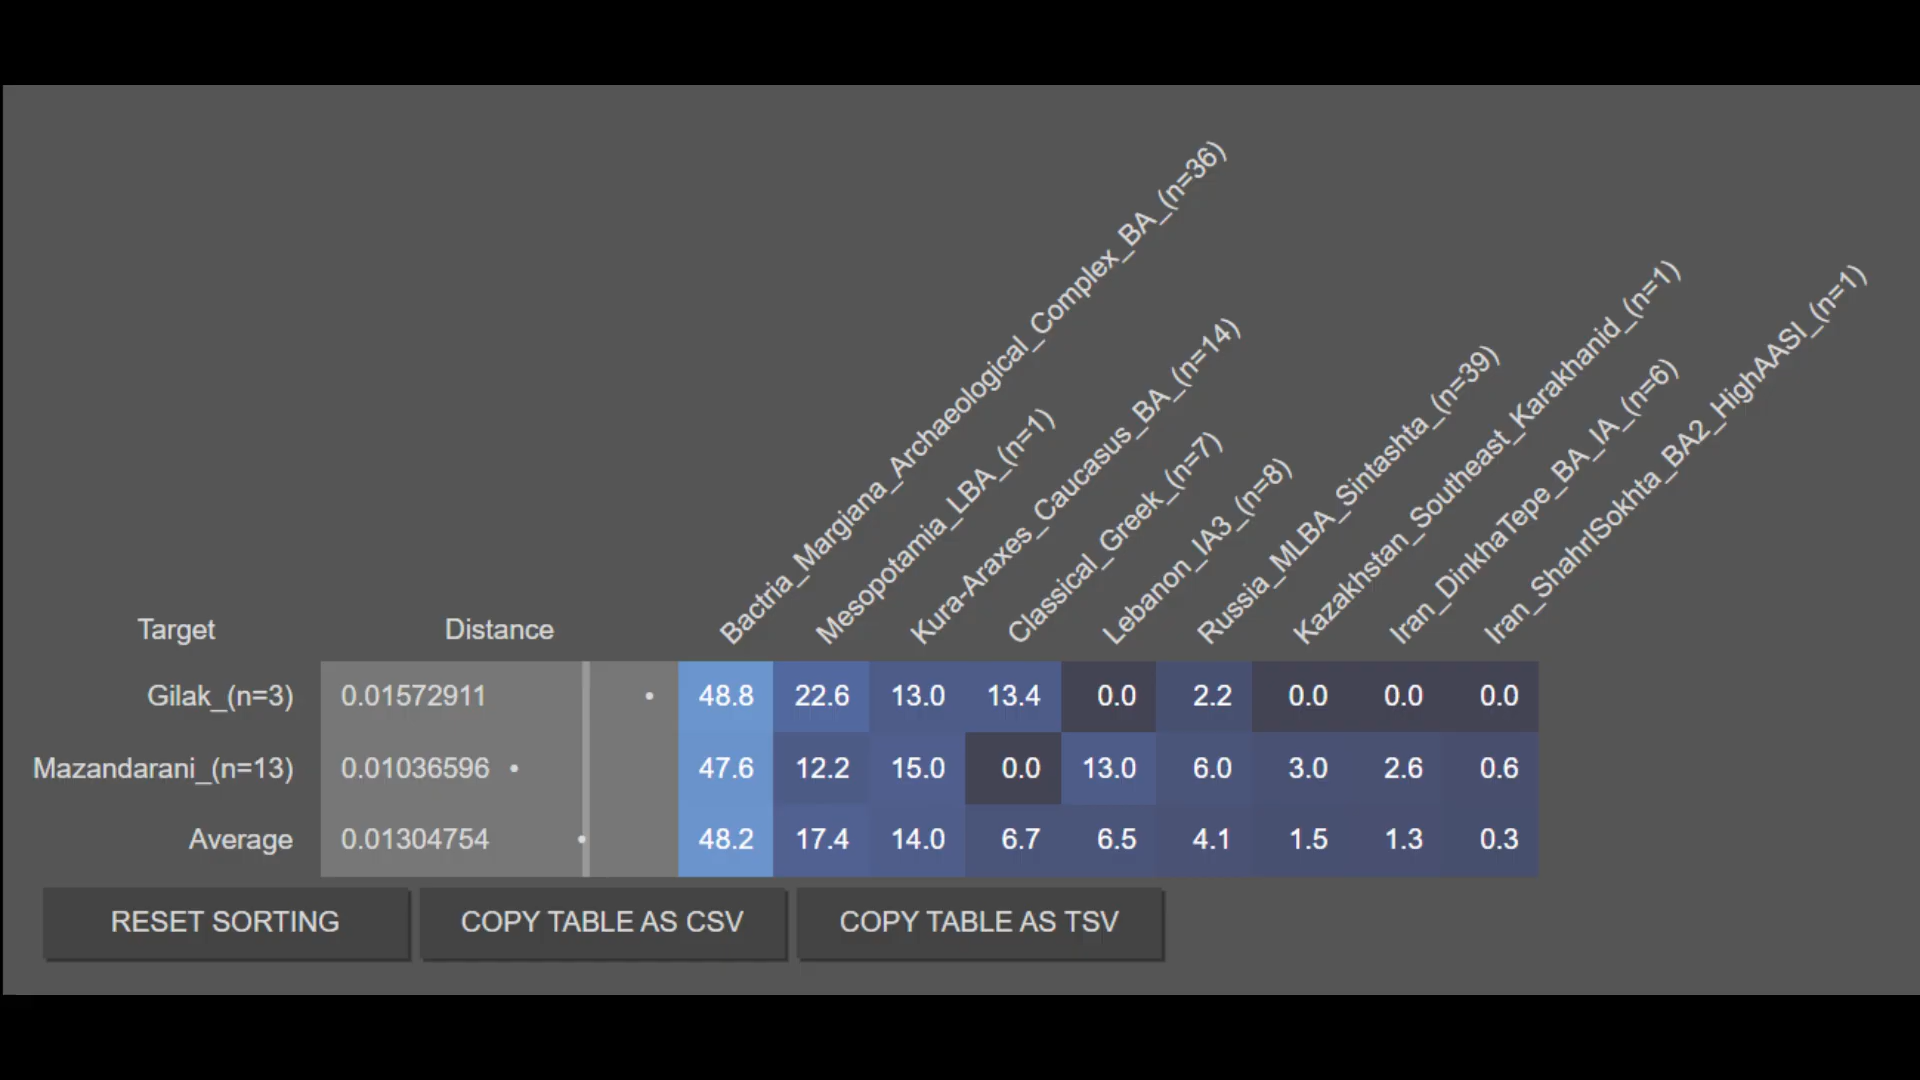 Bactria_Margiana_Archaeological_Complex_BA_(n=36)
Mesopotamia_LBA_(n=1)
Kura-Araxes_Caucasus_BA_(n=14)
Classical_Greek_(n=7)
Lebanon_IA3_(n=8)
Russia_MLBA_Sintashta_(n=39)
Kazakhstan_Southeast_Karakhanid_(n=1)
Iran_DinkhaTepe_BA_IA_(n=6)
Iran_ShahrISokhta_BA2_HighAASI_(n=1)
Target Distance
Gilak_(n=3) 0.01572911 48.8 22.6 13.0 13.4 0.0 2.2 0.0 0.0 0.0
Mazandarani_(n=13) 0.01036596 47.6 12.2 15.0 0.0 13.0 6.0 3.0 2.6 0.6
Average 0.01304754 48.2 17.4 14.0 6.7 6.5 4.1 1.5 1.3 0.3
RESET SORTING COPY TABLE AS CSV COPY TABLE AS TSV